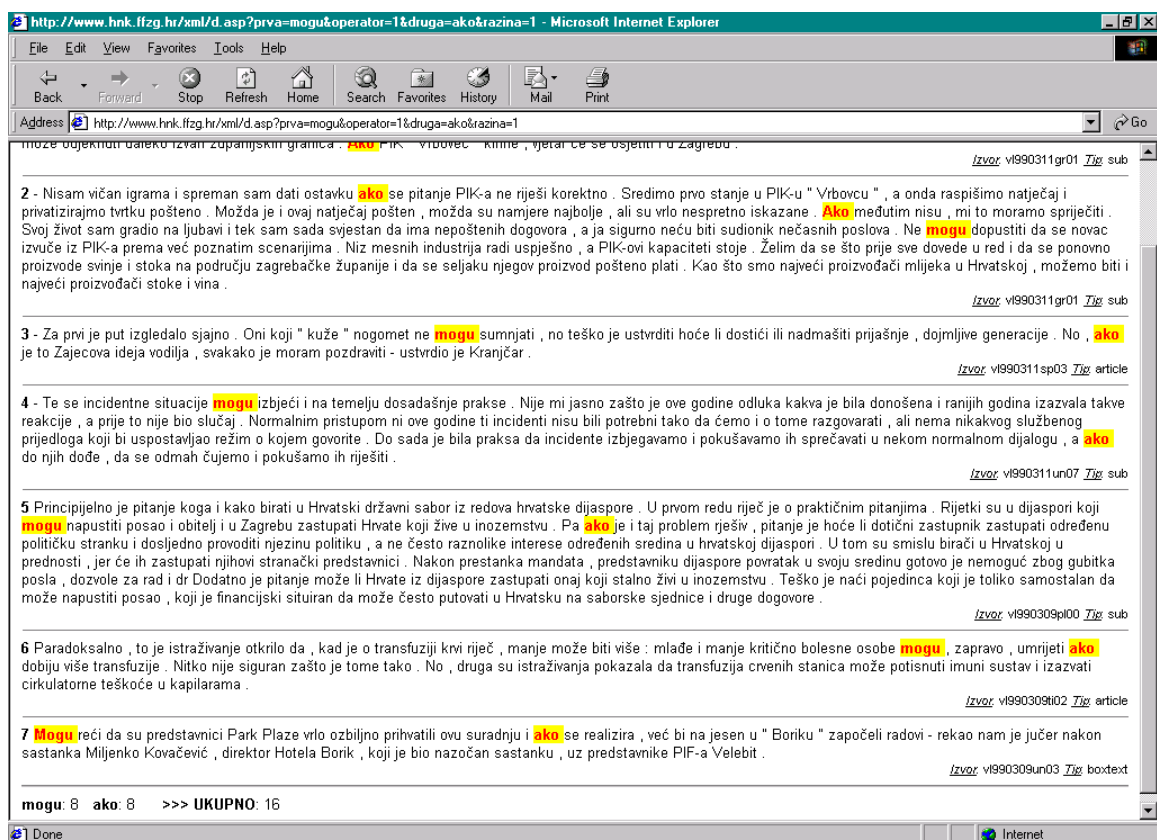 http://www.hnk.ffzg.hr/xml/d.asp?prva=mogu&operator=1&druga=ako&razina=1 - Microsoft Internet Explorer
File Edit View Favorites Tools Help
Back Forward Stop Refresh Home Search Favorites History Mail Print
Address http://www.hnk.ffzg.hr/xml/d.asp?prva=mogu&operator=1&druga=ako&razina=1 Go
može odjeknuti daleko izvan županijskih granica . Ako PIK " Vrbovec " kihne , vjetar će se osjetiti i u Zagrebu .
Izvor: vl990311gr01 Tip: sub
2 - Nisam vičan igrama i spreman sam dati ostavku ako se pitanje PIK-a ne riješi korektno . Sredimo prvo stanje u PIK-u " Vrbovcu " , a onda raspišimo natječaj i
privatizirajmo tvrtku pošteno . Možda je i ovaj natječaj pošten , možda su namjere najbolje , ali su vrlo nespretno iskazane . Ako međutim nisu , mi to moramo spriječiti .
Svoj život sam gradio na ljubavi i tek sam sada svjestan da ima nepoštenih dogovora , a ja sigurno neću biti sudionik nečasnih poslova . Ne mogu dopustiti da se novac
izvuče iz PIK-a prema već poznatim scenarijima . Niz mesnih industrija radi uspješno , a PIK-ovi kapaciteti stoje . Želim da se što prije sve dovede u red i da se ponovno
proizvode svinje i stoka na području zagrebačke županije i da se seljaku njegov proizvod pošteno plati . Kao što smo najveći proizvođači mlijeka u Hrvatskoj , možemo biti i
najveći proizvođači stoke i vina .
Izvor: vl990311gr01 Tip: sub
3 - Za prvi je put izgledalo sjajno . Oni koji " kuže " nogomet ne mogu sumnjati , no teško je ustvrditi hoće li dostići ili nadmašiti prijašnje , dojmljive generacije . No , ako
je to Zajecova ideja vodilja , svakako je moram pozdraviti - ustvrdio je Kranjčar .
Izvor: vl990311sp03 Tip: article
4 - Te se incidentne situacije mogu izbjeći i na temelju dosadašnje prakse . Nije mi jasno zašto je ove godine odluka kakva je bila donošena i ranijih godina izazvala takve
reakcije , a prije to nije bio slučaj . Normalnim pristupom ni ove godine ti incidenti nisu bili potrebni tako da ćemo i o tome razgovarati , ali nema nikakvog službenog
prijedloga koji bi uspostavljao režim o kojem govorite . Do sada je bila praksa da incidente izbjegavamo i pokušavamo ih sprečavati u nekom normalnom dijalogu , a ako
do njih dođe , da se odmah čujemo i pokušamo ih riješiti .
Izvor: vl990311un07 Tip: sub
5 Principijelno je pitanje koga i kako birati u Hrvatski državni sabor iz redova hrvatske dijaspore . U prvom redu riječ je o praktičnim pitanjima . Rijetki su u dijaspori koji
mogu napustiti posao i obitelj i u Zagrebu zastupati Hrvate koji žive u inozemstvu . Pa ako je i taj problem rješiv , pitanje je hoće li dotični zastupnik zastupati određenu
političku stranku i dosljedno provoditi njezinu politiku , a ne često raznolike interese određenih sredina u hrvatskoj dijaspori . U tom su smislu birači u Hrvatskoj u
prednosti , jer će ih zastupati njihovi stranački predstavnici . Nakon prestanka mandata , predstavniku dijaspore povratak u svoju sredinu gotovo je nemoguć zbog gubitka
posla , dozvole za rad i dr Dodatno je pitanje može li Hrvate iz dijaspore zastupati onaj koji stalno živi u inozemstvu . Teško je naći pojedinca koji je toliko samostalan da
može napustiti posao , koji je financijski situiran da može često putovati u Hrvatsku na saborske sjednice i druge dogovore .
Izvor: vl990309pl00 Tip: sub
6 Paradoksalno , to je istraživanje otkrilo da , kad je o transfuziji krvi riječ , manje može biti više : mlađe i manje kritično bolesne osobe mogu , zapravo , umrijeti ako
dobiju više transfuzije . Nitko nije siguran zašto je tome tako . No , druga su istraživanja pokazala da transfuzija crvenih stanica može potisnuti imuni sustav i izazvati
cirkulatorne teškoće u kapilarama .
Izvor: vl990309ti02 Tip: article
7 Mogu reći da su predstavnici Park Plaze vrlo ozbiljno prihvatili ovu suradnju i ako se realizira , već bi na jesen u " Boriku " započeli radovi - rekao nam je jučer nakon
sastanka Miljenko Kovačević , direktor Hotela Borik , koji je bio nazočan sastanku , uz predstavnike PIF-a Velebit .
Izvor: vl990309un03 Tip: boxtext
mogu: 8 ako: 8 >>> UKUPNO: 16
Done Internet